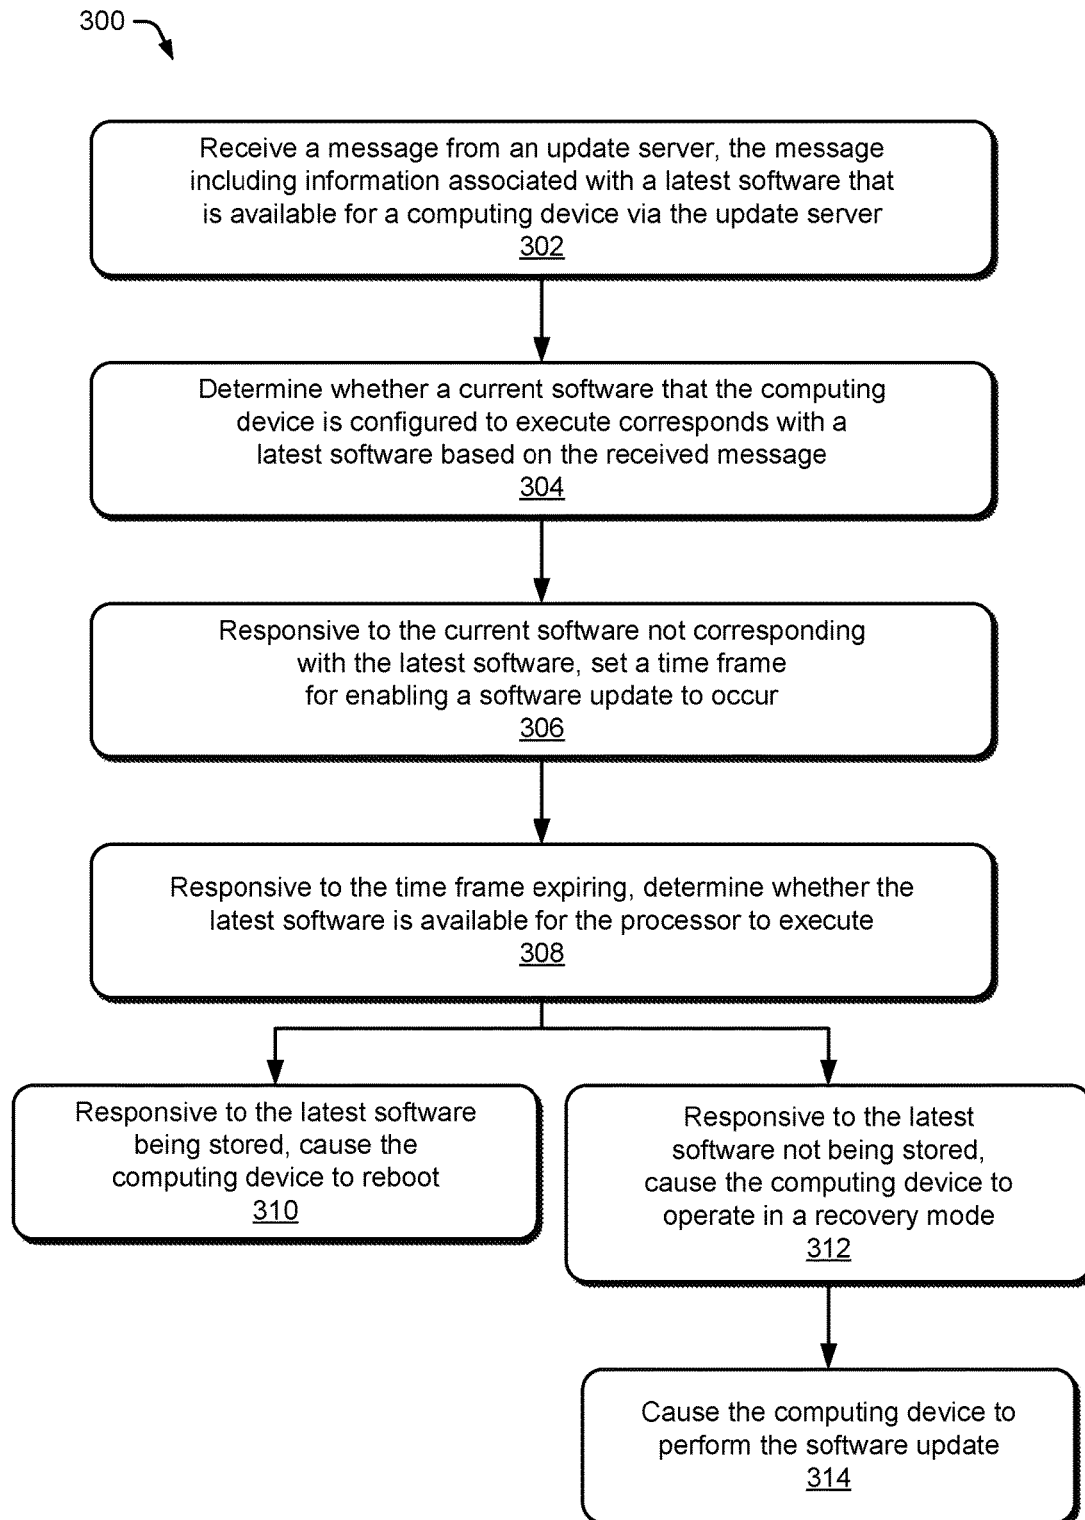 300
Receive a message from an update server, the message
including information associated with a latest software that
is available for a computing device via the update server
302
Determine whether a current software that the computing
device is configured to execute corresponds with a
latest software based on the received message
304
Responsive to the current software not corresponding
with the latest software, set a time frame
for enabling a software update to occur
306
Responsive to the time frame expiring, determine whether the
latest software is available for the processor to execute
308
Responsive to the latest software
being stored, cause the
computing device to reboot
310
Responsive to the latest
software not being stored,
cause the computing device to
operate in a recovery mode
312
Cause the computing device to
perform the software update
314